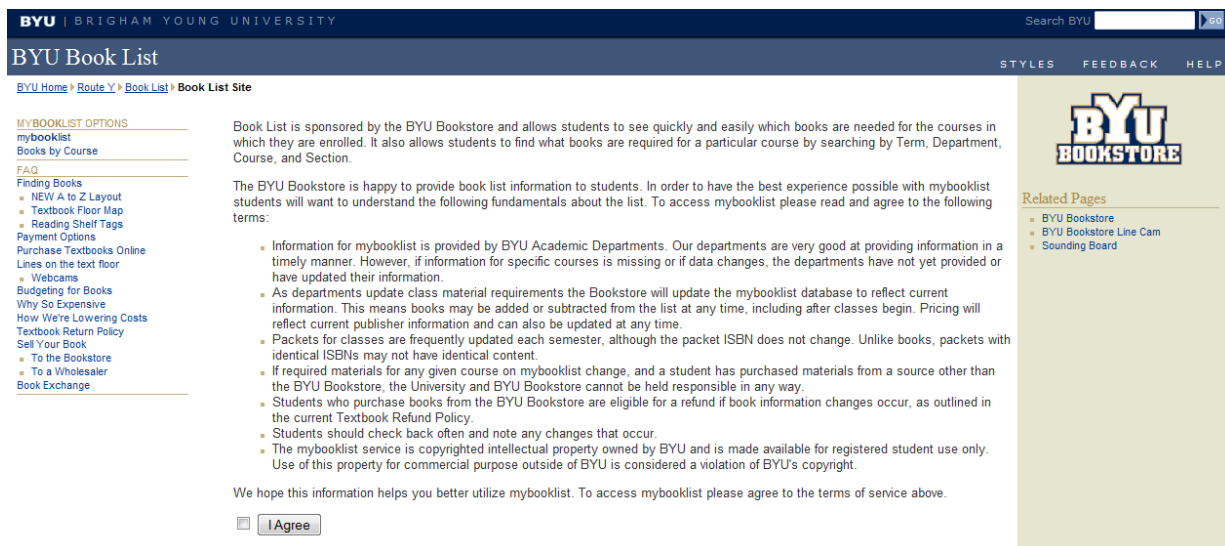 BYU | BRIGHAM YOUNG UNIVERSITY
Search BYU
GO
BYU Book List
STYLES FEEDBACK HELP
BYU Home Route Y Book List Book List Site
MYBOOKLIST OPTIONS
mybooklist
Books by Course
FAQ
Finding Books
NEW A to Z Layout
Textbook Floor Map
Reading Shelf Tags
Payment Options
Purchase Textbooks Online
Lines on the text floor
Webcams
Budgeting for Books
Why So Expensive
How We're Lowering Costs
Textbook Return Policy
Sell Your Book
To the Bookstore
To a Wholesaler
Book Exchange
Book List is sponsored by the BYU Bookstore and allows students to see quickly and easily which books are needed for the courses in
which they are enrolled. It also allows students to find what books are required for a particular course by searching by Term, Department,
Course, and Section.
The BYU Bookstore is happy to provide book list information to students. In order to have the best experience possible with mybooklist
students will want to understand the following fundamentals about the list. To access mybooklist please read and agree to the following
terms:
Information for mybooklist is provided by BYU Academic Departments. Our departments are very good at providing information in a
timely manner. However, if information for specific courses is missing or if data changes, the departments have not yet provided or
have updated their information.
As departments update class material requirements the Bookstore will update the mybooklist database to reflect current
information. This means books may be added or subtracted from the list at any time, including after classes begin. Pricing will
reflect current publisher information and can also be updated at any time.
Packets for classes are frequently updated each semester, although the packet ISBN does not change. Unlike books, packets with
identical ISBNs may not have identical content.
If required materials for any given course on mybooklist change, and a student has purchased materials from a source other than
the BYU Bookstore, the University and BYU Bookstore cannot be held responsible in any way.
Students who purchase books from the BYU Bookstore are eligible for a refund if book information changes occur, as outlined in
the current Textbook Refund Policy.
Students should check back often and note any changes that occur.
The mybooklist service is copyrighted intellectual property owned by BYU and is made available for registered student use only.
Use of this property for commercial purpose outside of BYU is considered a violation of BYU's copyright.
We hope this information helps you better utilize mybooklist. To access mybooklist please agree to the terms of service above.
I Agree
BYU
BOOKSTORE
Related Pages
BYU Bookstore
BYU Bookstore Line Cam
Sounding Board